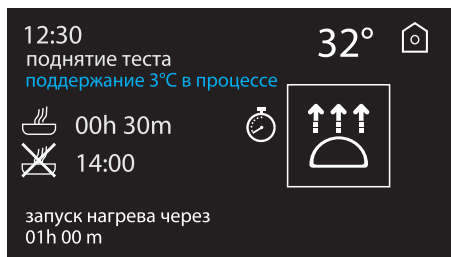 12:30
32°
поднятие теста
поддержание 3°C в процессе
00h 30m
14:00
запуск нагрева через
01h 00 m